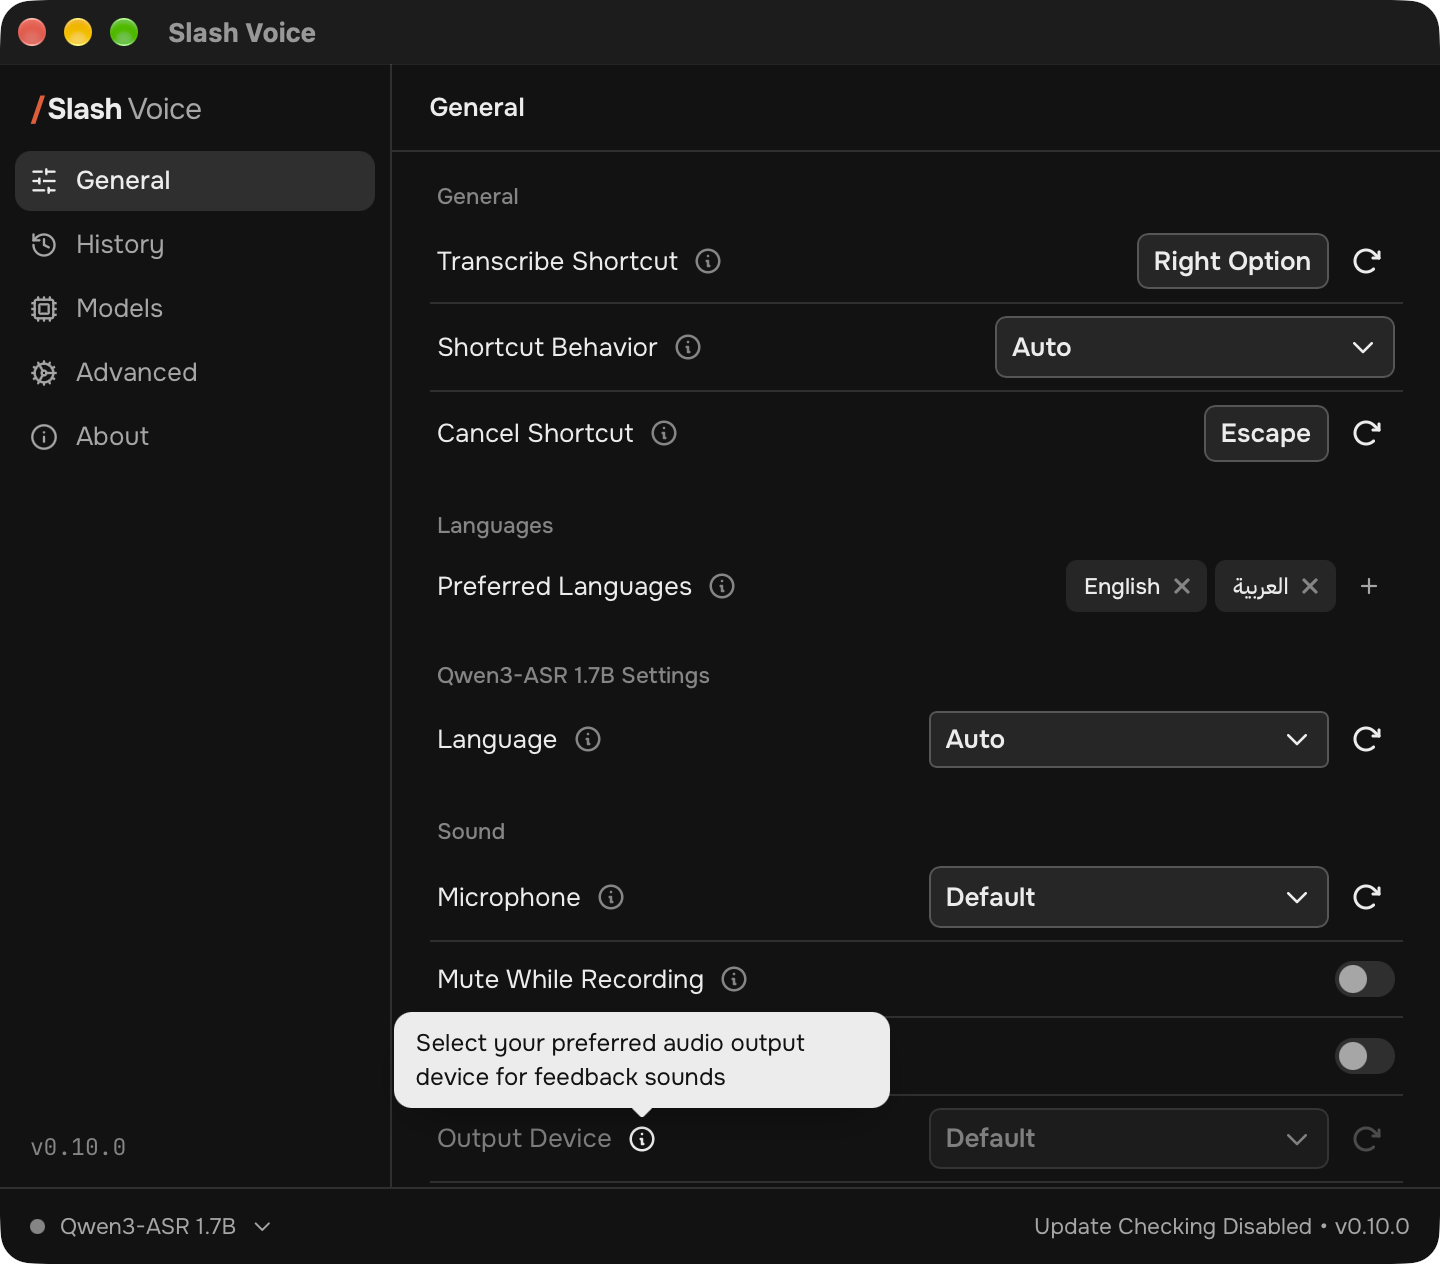 Slash Voice
/Slash Voice
General
History
Models
Advanced
About
v0.10.0
General
General
Transcribe Shortcut
Right Option
Shortcut Behavior
Auto
Cancel Shortcut
Escape
Languages
Preferred Languages
English
العربية
Qwen3-ASR 1.7B Settings
Language
Auto
Sound
Microphone
Default
Mute While Recording
Select your preferred audio output
device for feedback sounds
Output Device
Default
Qwen3-ASR 1.7B
Update Checking Disabled • v0.10.0